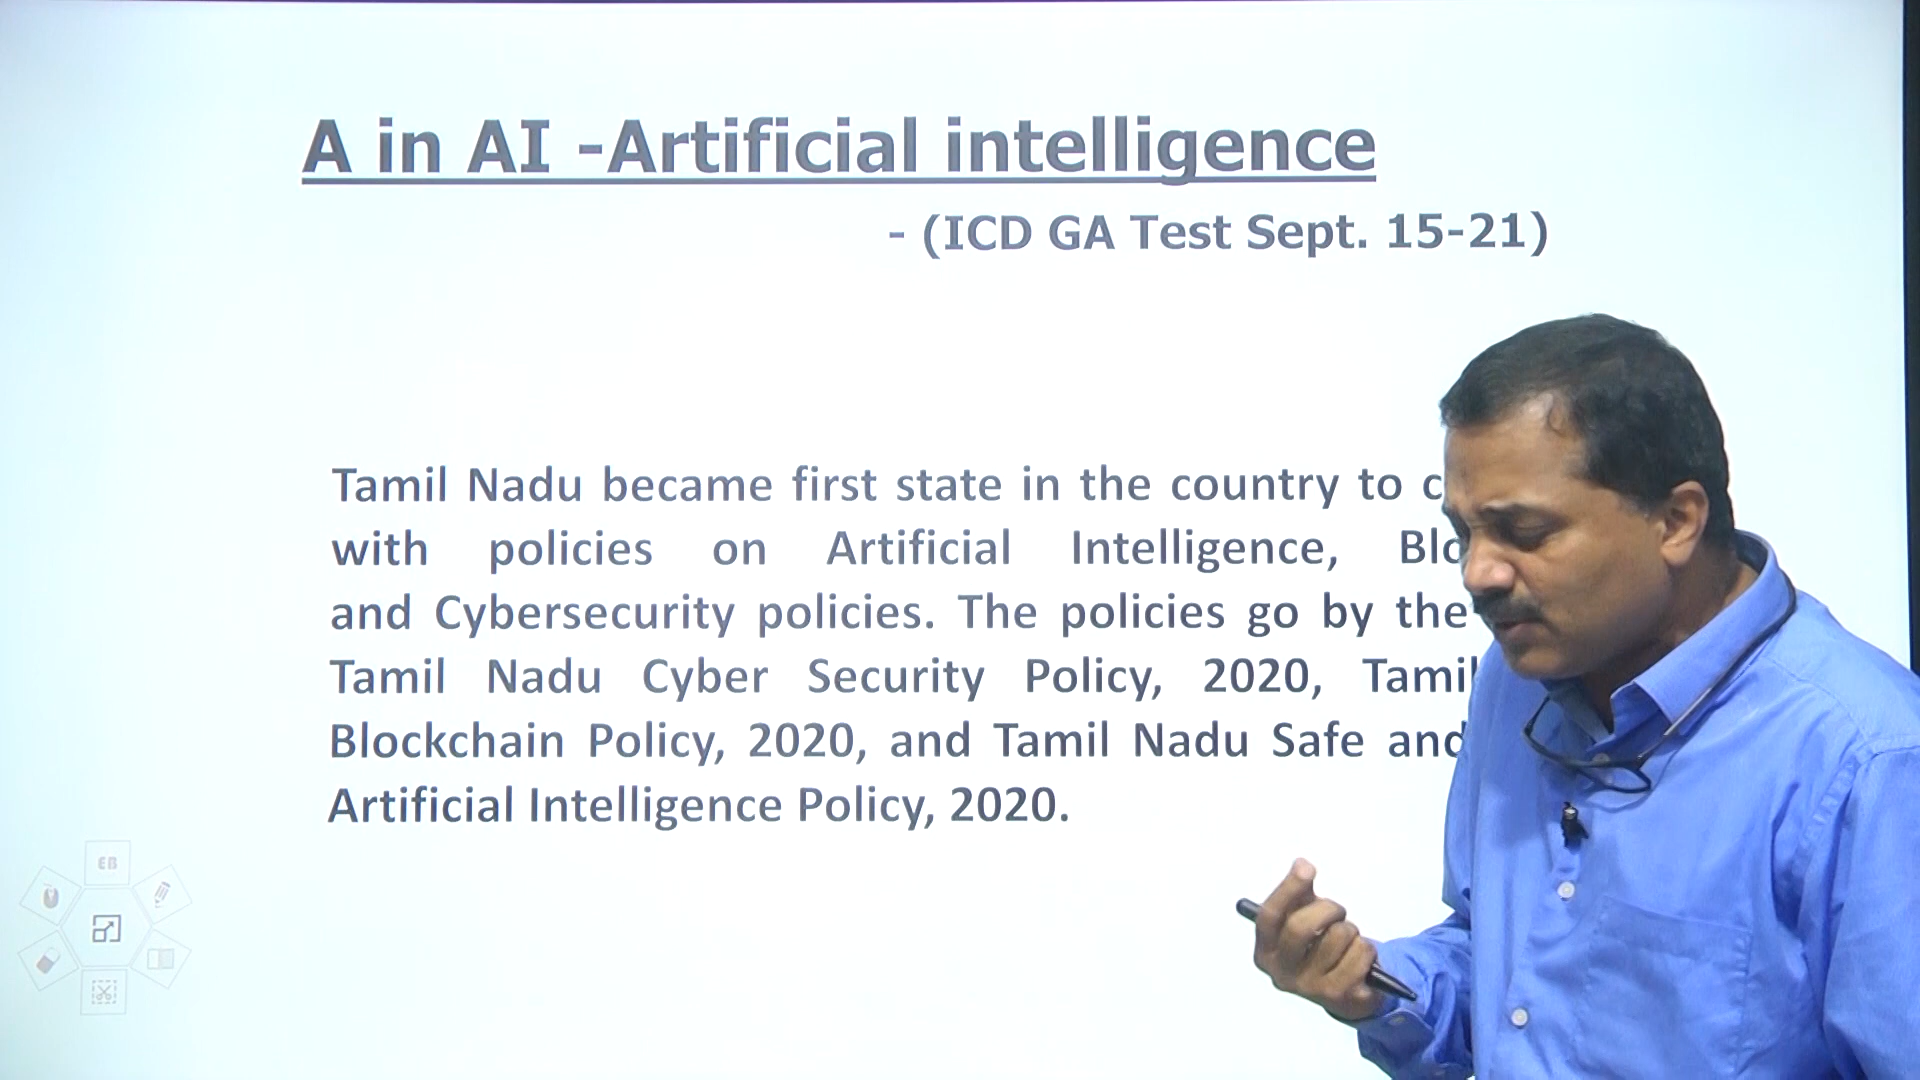 A in AI -Artificial intelligence
- (ICD GA Test Sept. 15-21)
Tamil Nadu became first state in the country to
with policies on Artificial Intelligence,
and Cybersecurity policies. The policies go by the
Tamil Nadu Cyber Security Policy, 2020, Tamil
Blockchain Policy, 2020, and Tamil Nadu Safe and
Artificial Intelligence Policy, 2020.
EB